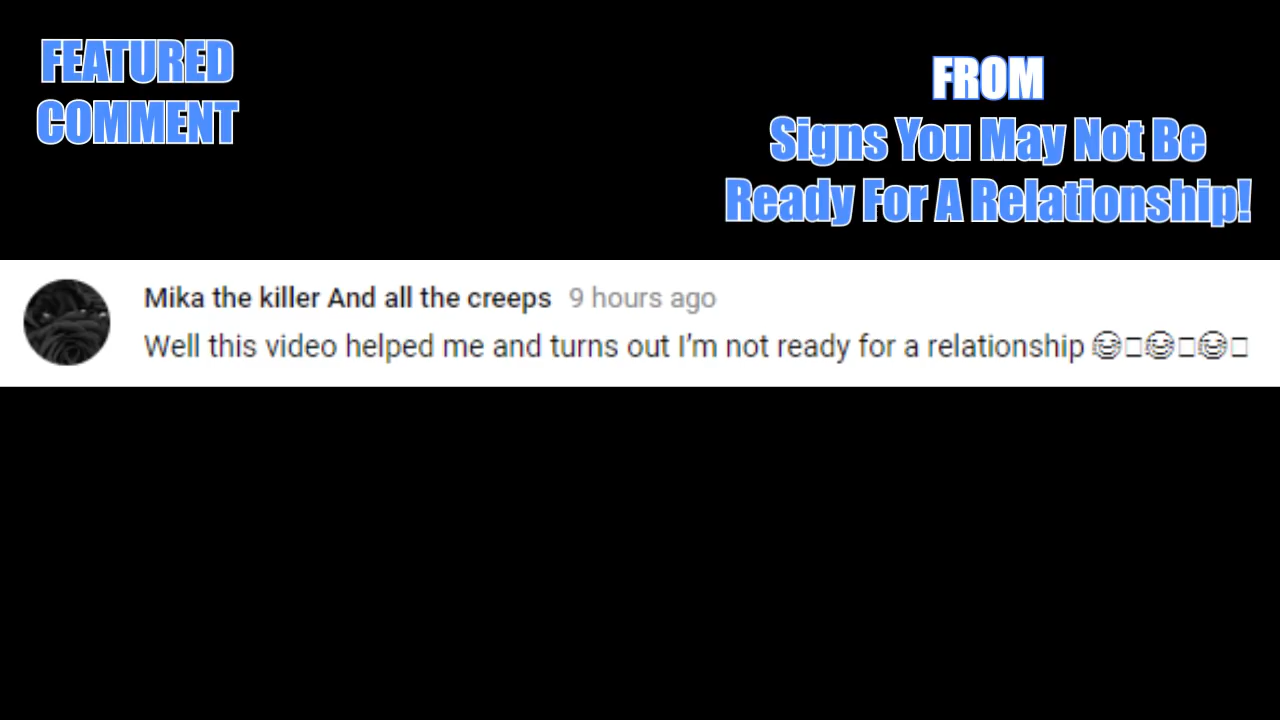 FEATURED
COMMENT
FROM
Signs You May Not Be
Ready For A Relationship!
Mika the killer And all the creeps 9 hours ago
Well this video helped me and turns out I'm not ready for a relationship 😂□😂□😂□